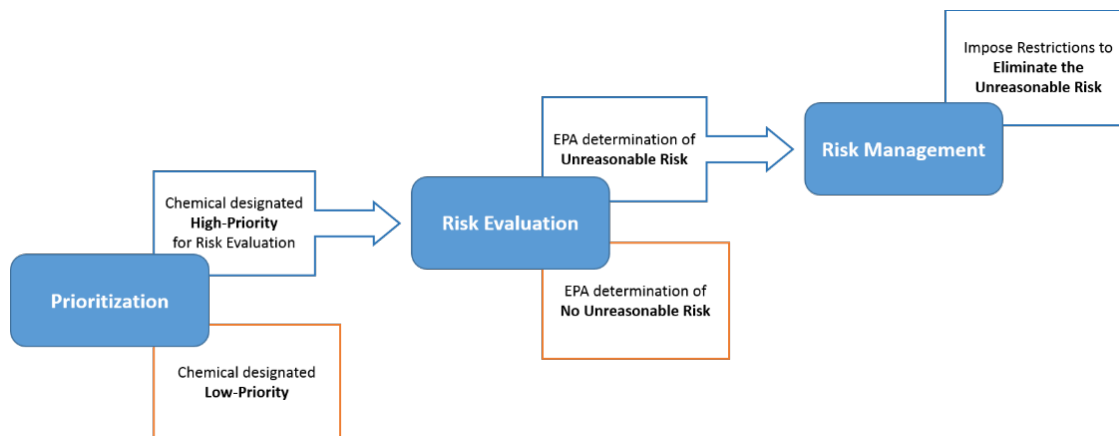 Impose Restrictions to
Eliminate the
Unreasonable Risk
Risk Management
EPA determination of
Unreasonable Risk
Risk Evaluation
EPA determination of
No Unreasonable Risk
Chemical designated
High-Priority
for Risk Evaluation
Prioritization
Chemical designated
Low-Priority